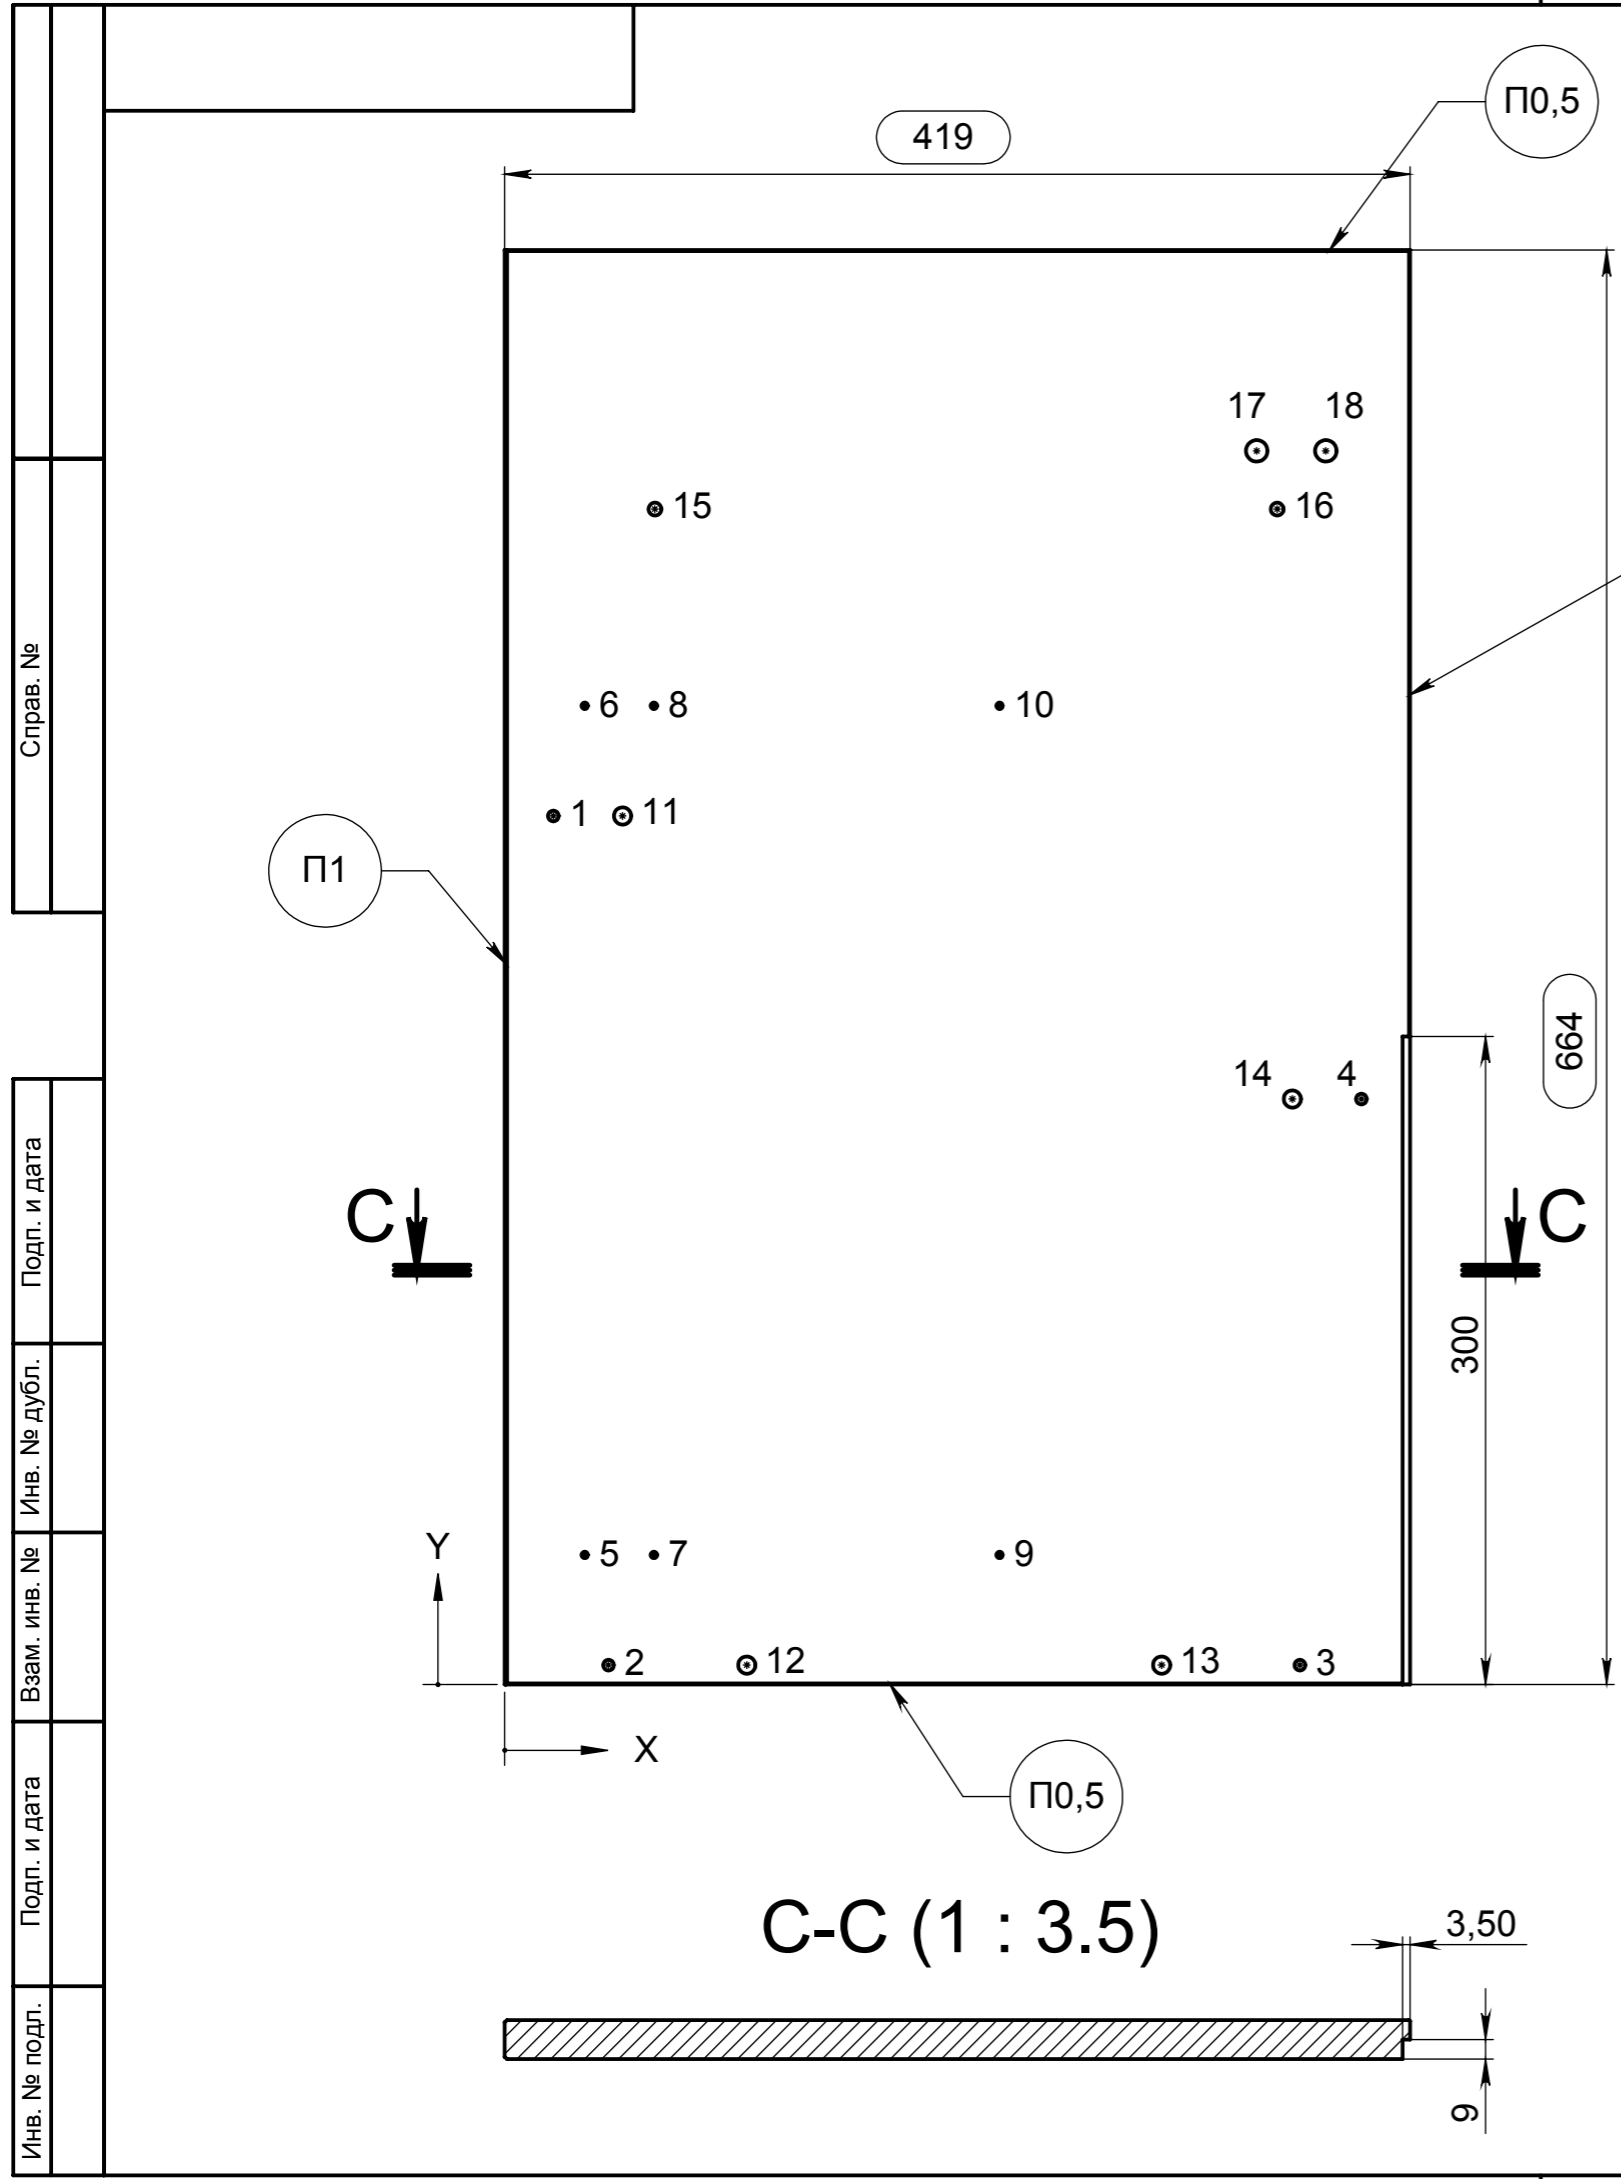 П0,5
419
17 18
15
16
Справ. №
6 8 10
1 11
П1
664
14 4
Подп. и дата
C C
300
Инв. № дубл.
Y
5 7 9
Взам. инв. №
2 12 13 3
X
П0,5
Подп. и дата
C-C (1 : 3.5)
3,50
Инв. № подл.
9